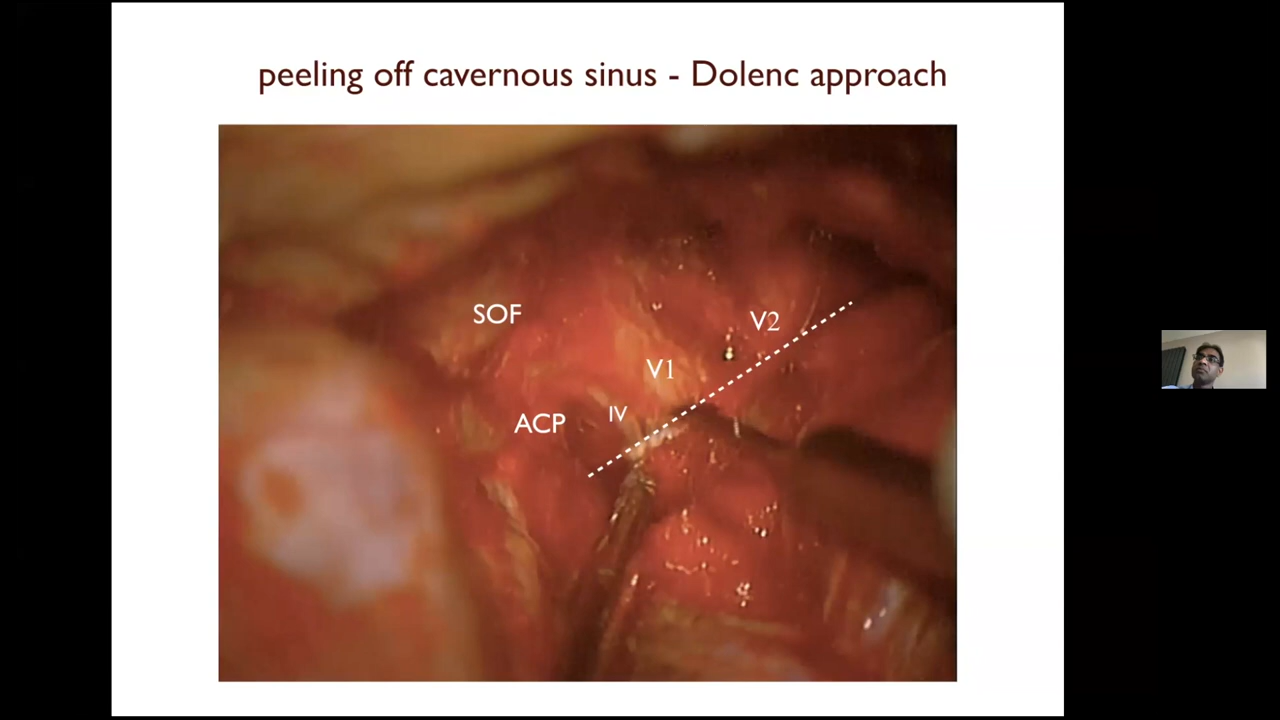 peeling off cavernous sinus - Dolenc approach
SOF
V2
V1
IV
ACP